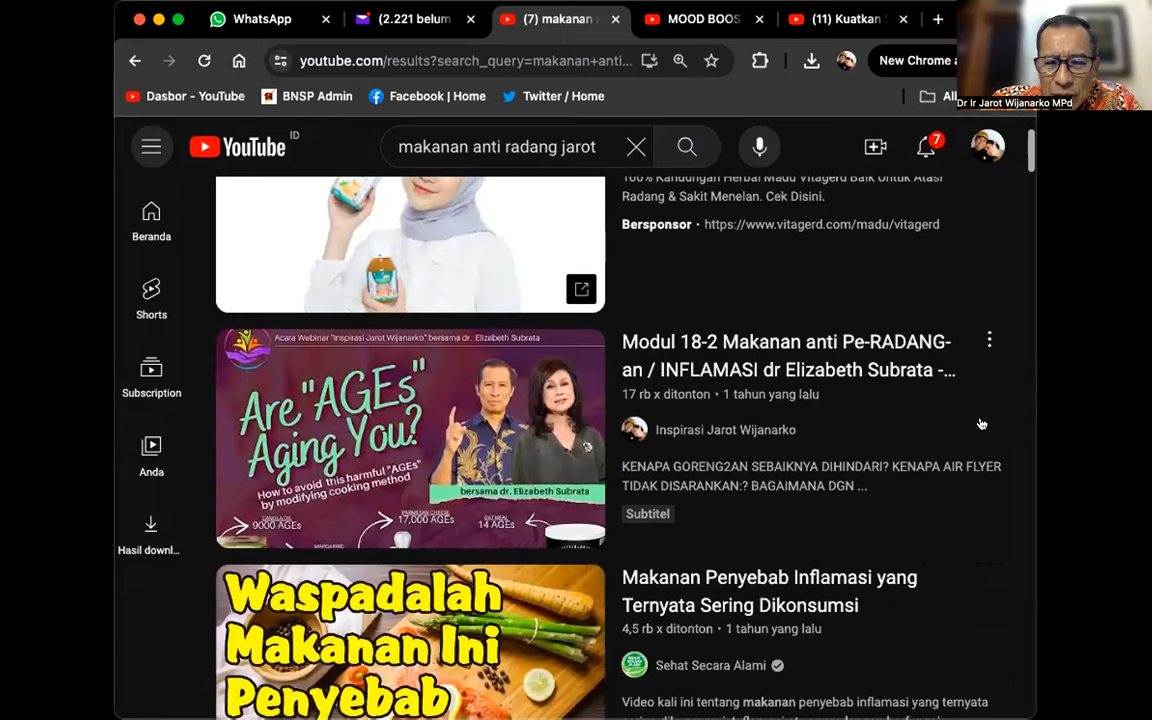 WhatsApp
(2.221 belum
(7) makanan
MOOD BOOS
(11) Kuatkan
youtube.com/results?search_query=makanan+anti...
New Chrome a
Dasbor - YouTube
BNSP Admin
Facebook | Home
Twitter / Home
All
Dr Ir Jarot Wijanarko MPd
YouTube ID
makanan anti radang jarot
7
Beranda
Shorts
Subscription
Anda
Hasil downl...
100% Kandungan Herbal Madu Vitagerd Baik Untuk Atasi
Radang & Sakit Menelan. Cek Disini.
Bersponsor · https://www.vitagerd.com/madu/vitagerd
Acara Webinar "Inspirasi Jarot Wijanarko" bersama dr. Elizabeth Subrata
Are "AGEs"
Aging You?
How to avoid this harmful "AGEs"
by modifying cooking method
bersama dr. Elizabeth Subrata
9000 AGEs
PARMESAN CHEESE
17,000 AGEs
OATMEAL
14 AGEs
Modul 18-2 Makanan anti Pe-RADANG-
an / INFLAMASI dr Elizabeth Subrata -...
17 rb x ditonton · 1 tahun yang lalu
Inspirasi Jarot Wijanarko
KENAPA GORENG2AN SEBAIKNYA DIHINDARI? KENAPA AIR FLYER
TIDAK DISARANKAN:? BAGAIMANA DGN ...
Subtitel
Waspadalah
Makanan Ini
Penyebab
Makanan Penyebab Inflamasi yang
Ternyata Sering Dikonsumsi
4,5 rb x ditonton · 1 tahun yang lalu
Sehat Secara Alami
Video kali ini tentang makanan penyebab inflamasi yang ternyata